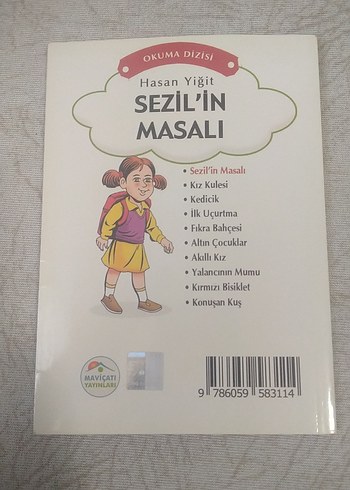 OKUMA DİZİSİ
Hasan Yiğit
SEZİL'İN
MASALI
• Sezil'in Masalı
• Kız Kulesi
• Kedicik
• İlk Uçurtma
• Fıkra Bahçesi
• Altın Çocuklar
• Akıllı Kız
• Yalancının Mumu
• Kırmızı Bisiklet
• Konuşan Kuş
MAVİÇATI
YAYINLARI
9 786059 583114